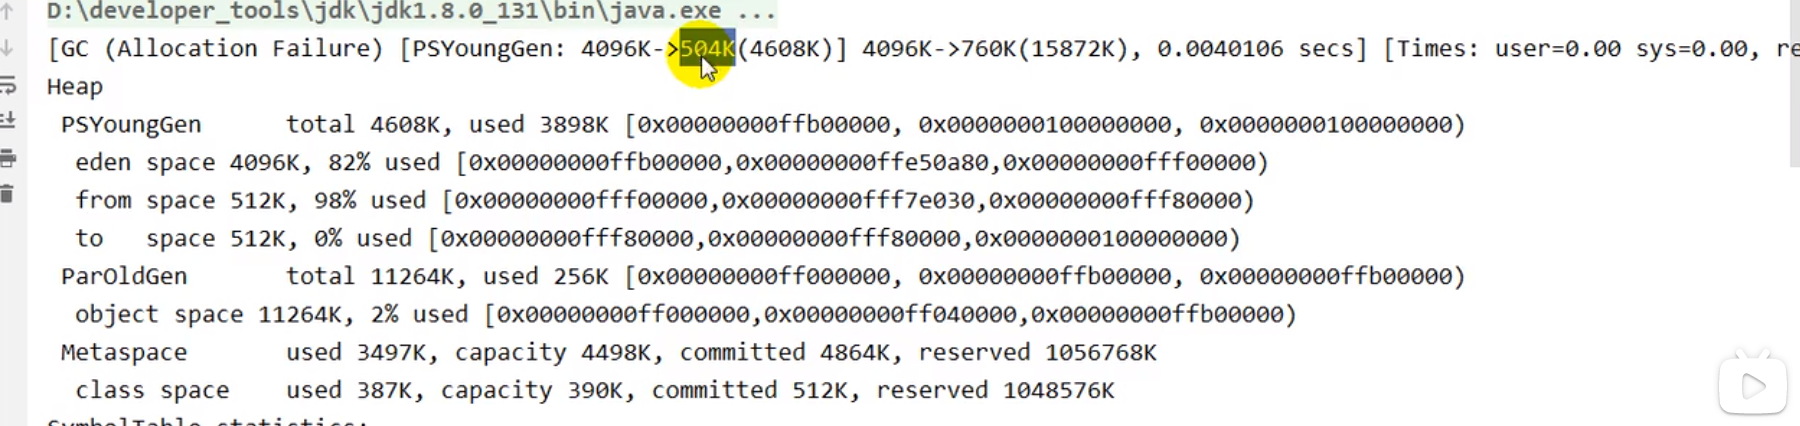 D:\developer_tools\jdk\jdk1.8.0_131\bin\java.exe ...
[GC (Allocation Failure) [PSYoungGen: 4096K->504K(4608K)] 4096K->760K(15872K), 0.0040106 secs] [Times: user=0.00 sys=0.00, re
Heap
PSYoungGen      total 4608K, used 3898K [0x00000000ffb00000, 0x0000000100000000, 0x0000000100000000)
eden space 4096K, 82% used [0x00000000ffb00000,0x00000000ffe50a80,0x00000000fff00000)
from space 512K, 98% used [0x00000000fff00000,0x00000000fff7e030,0x00000000fff80000)
to   space 512K, 0% used [0x00000000fff80000,0x00000000fff80000,0x0000000100000000)
ParOldGen       total 11264K, used 256K [0x00000000ff000000, 0x00000000ffb00000, 0x00000000ffb00000)
object space 11264K, 2% used [0x00000000ff000000,0x00000000ff040000,0x00000000ffb00000)
Metaspace       used 3497K, capacity 4498K, committed 4864K, reserved 1056768K
class space    used 387K, capacity 390K, committed 512K, reserved 1048576K
SymbolTable statistics: